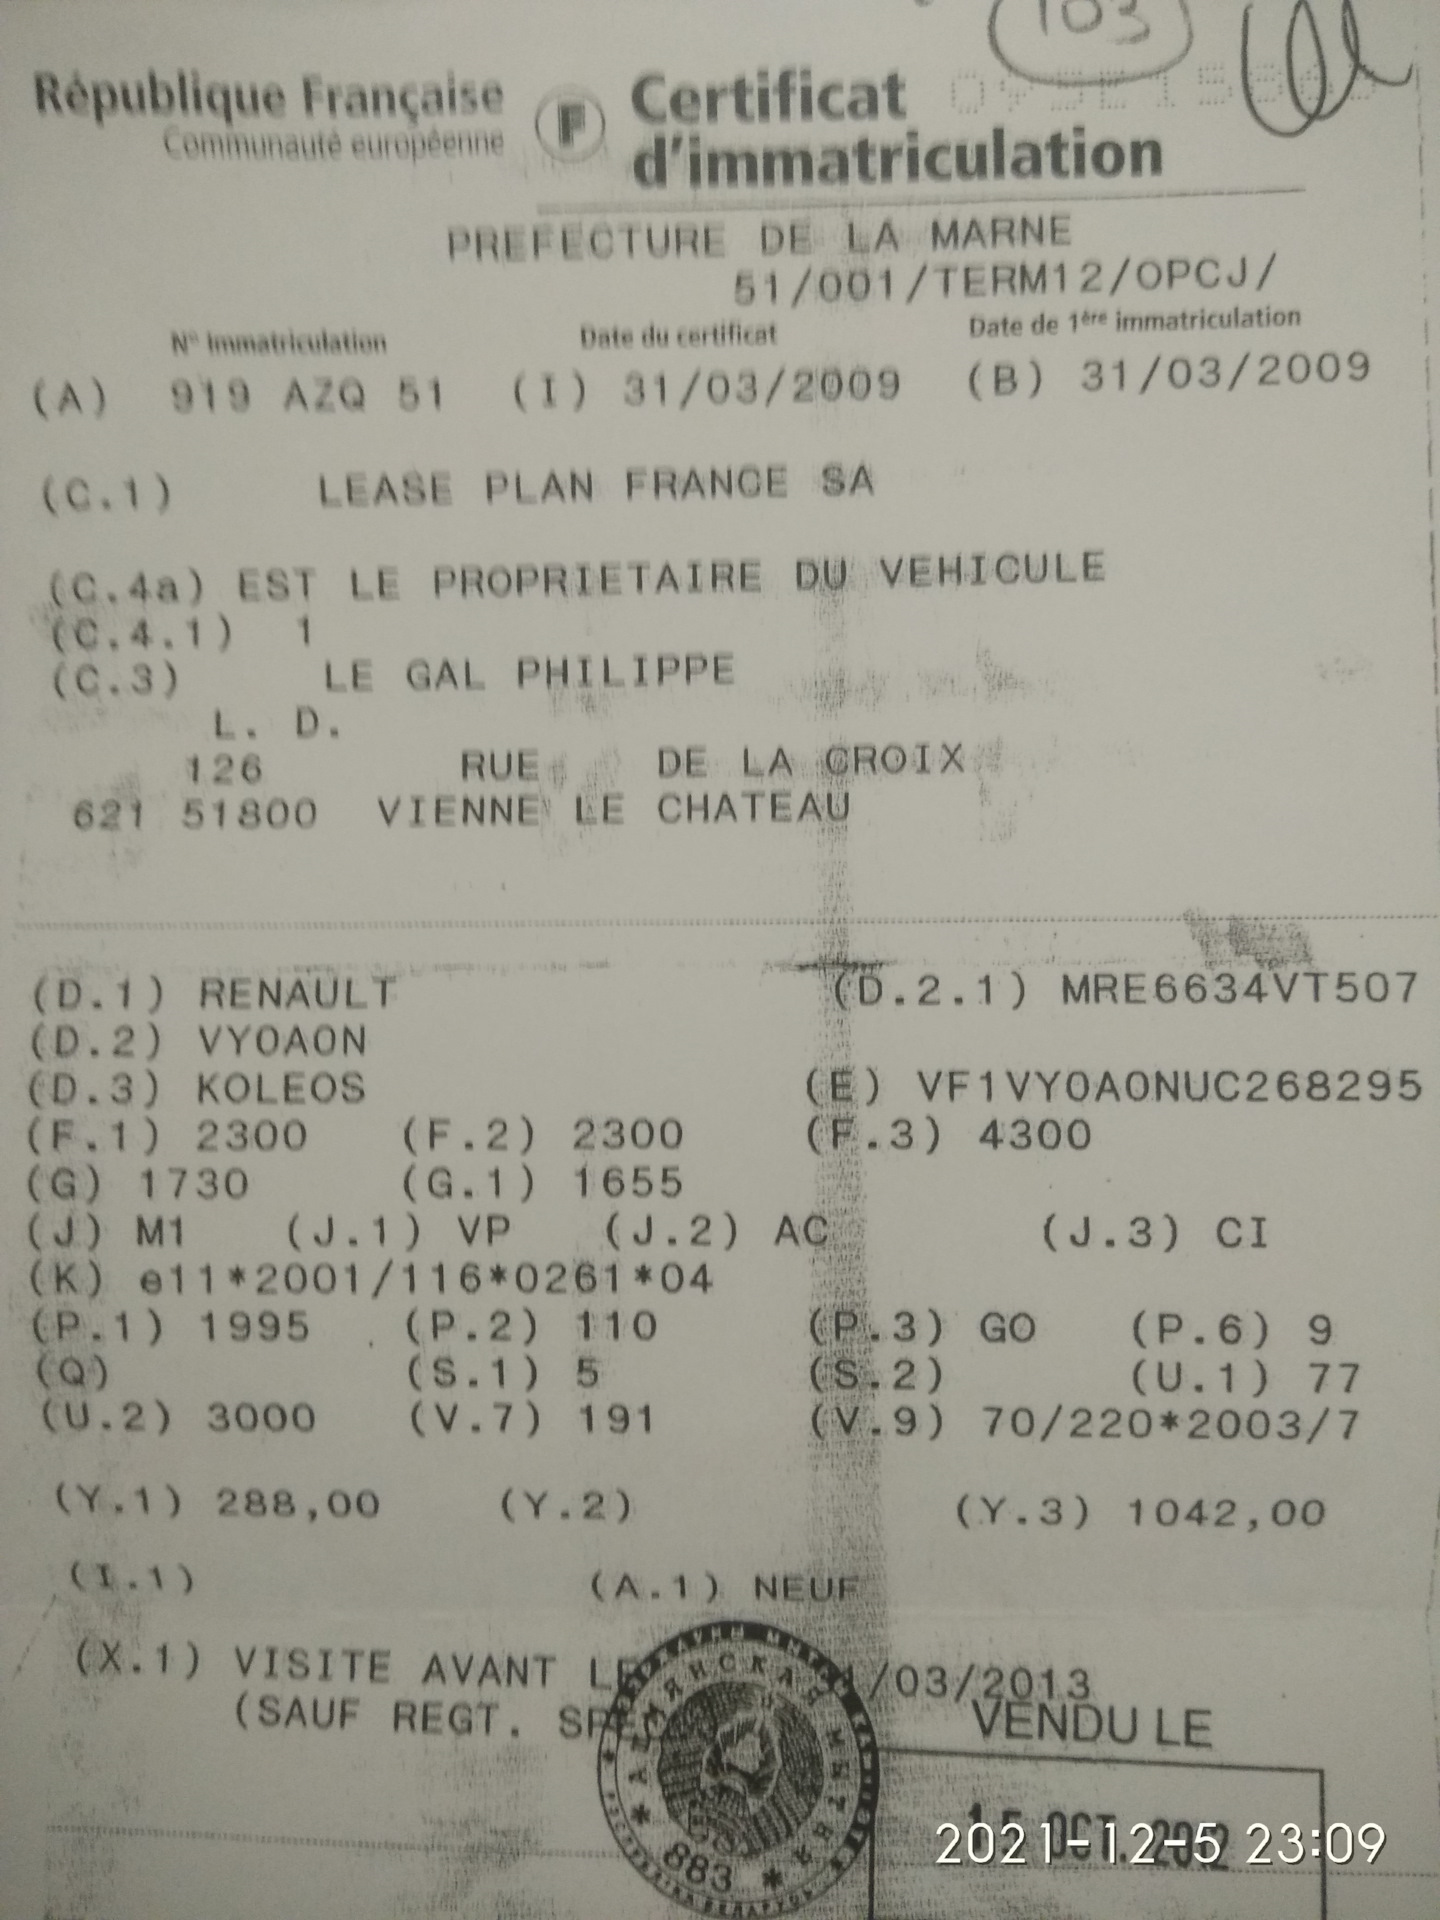 103
République Française
Communauté européenne
F
Certificat
d'immatriculation
PREFECTURE DE LA MARNE
51/001/TERM12/OPCJ/
N° Immatriculation Date du certificat Date de 1ère immatriculation
(A) 919 AZQ 51 (I) 31/03/2009 (B) 31/03/2009
(C.1) LEASE PLAN FRANCE SA
(C.4a) EST LE PROPRIETAIRE DU VEHICULE
(C.4.1) 1
(C.3) LE GAL PHILIPPE
L. D.
126 RUE DE LA CROIX
621 51800 VIENNE LE CHATEAU
(D.1) RENAULT (D.2.1) MRE6634VT507
(D.2) VY0A0N
(D.3) KOLEOS (E) VF1VY0A0NUC268295
(F.1) 2300 (F.2) 2300 (F.3) 4300
(G) 1730 (G.1) 1655
(J) M1 (J.1) VP (J.2) AC (J.3) CI
(K) e11*2001/116*0261*04
(P.1) 1995 (P.2) 110 (P.3) GO (P.6) 9
(Q) (S.1) 5 (S.2) (U.1) 77
(U.2) 3000 (V.7) 191 (V.9) 70/220*2003/7
(Y.1) 288,00 (Y.2) (Y.3) 1042,00
(I.1) (A.1) NEUF
(X.1) VISITE AVANT LE /03/2013
(SAUF REGT. SPEC
VENDU LE
15 OCT. 2012
883
2021-12-5 23:09